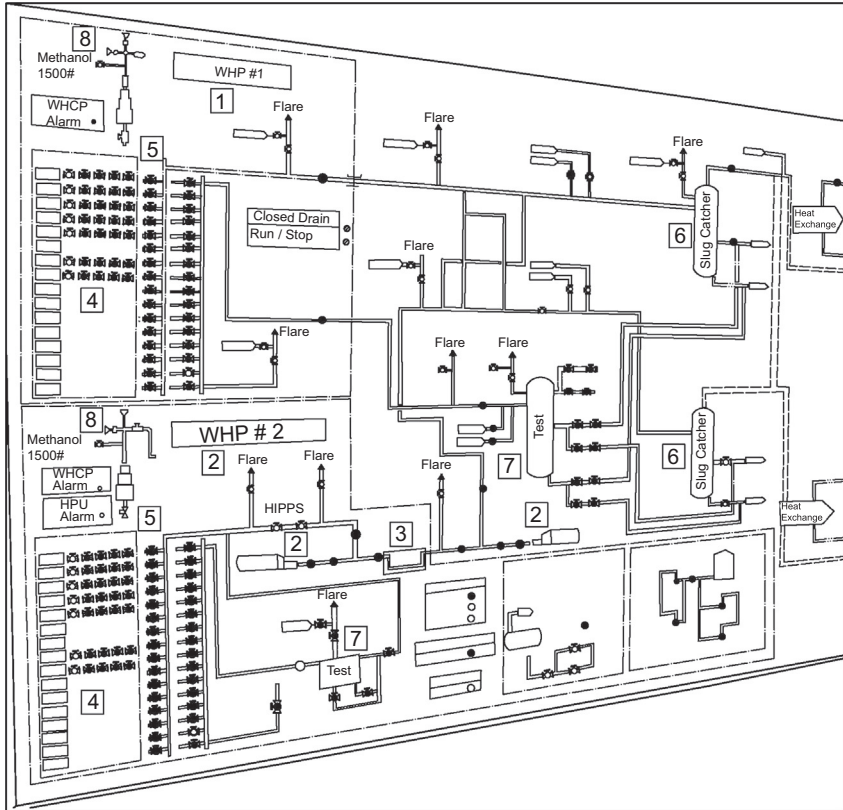 8
Methanol
1500#
WHP #1
1
WHCP
Alarm
Flare
Flare
Flare
5
Closed Drain
Run / Stop
6
Slug Catcher
Heat
Exchange
Flare
4
Flare
Flare
Flare
8
Methanol
1500#
WHP # 2
2
Test
7
6
Slug Catcher
WHCP
Alarm
HPU
Alarm
5
Flare
Flare
Flare
HIPPS
2
3
2
Heat
Exchange
Flare
7
Test
4